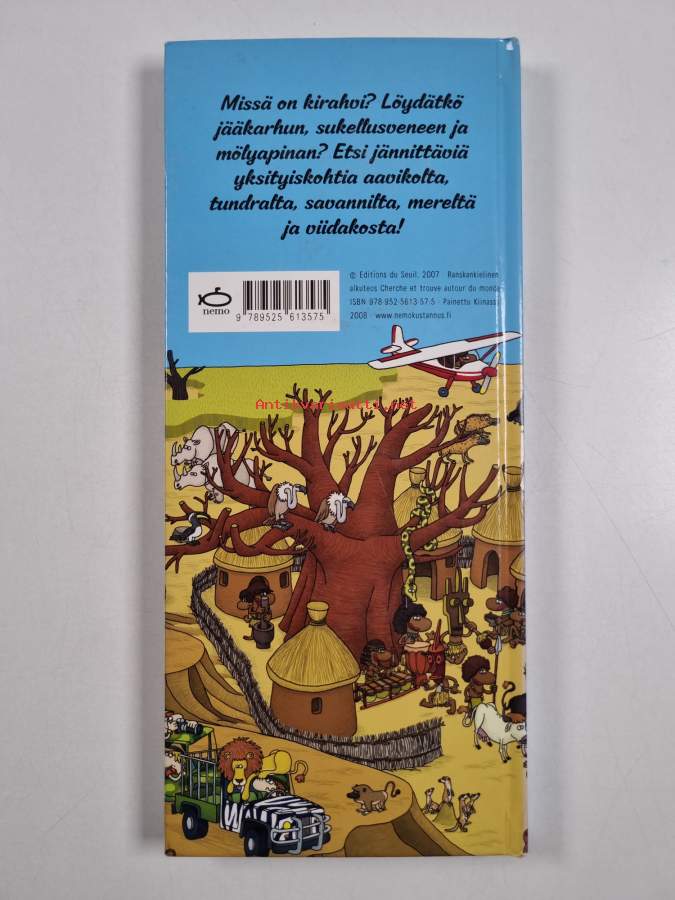 Missä on kirahvi? Löydätkö
jääkarhun, sukellusveneen ja
mölyapinan? Etsi jännittäviä
yksityiskohtia aavikolta,
tundralta, savannilta, mereltä
ja viidakosta!
© Editions du Seuil, 2007 Ranskankielinen
alkuteos Cherche et trouve autour du monde
ISBN 978-952-5613-57-5 · Painettu Kiinassa
2008 · www.nemokustannus.fi
nemo
9 789525 613575
Antikvariaatti.net